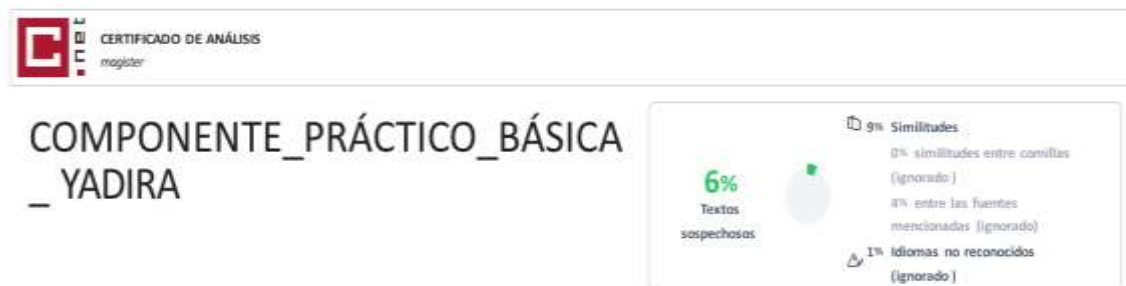 C
.net
CERTIFICADO DE ANÁLISIS
magister
COMPONENTE_PRÁCTICO_BÁSICA
_ YADIRA
6%
Textos
sospechosos
9% Similitudes
0% similitudes entre comillas
(ignorado )
4% entre las fuentes
mencionadas (ignorado)
1% Idiomas no reconocidos
(ignorado )